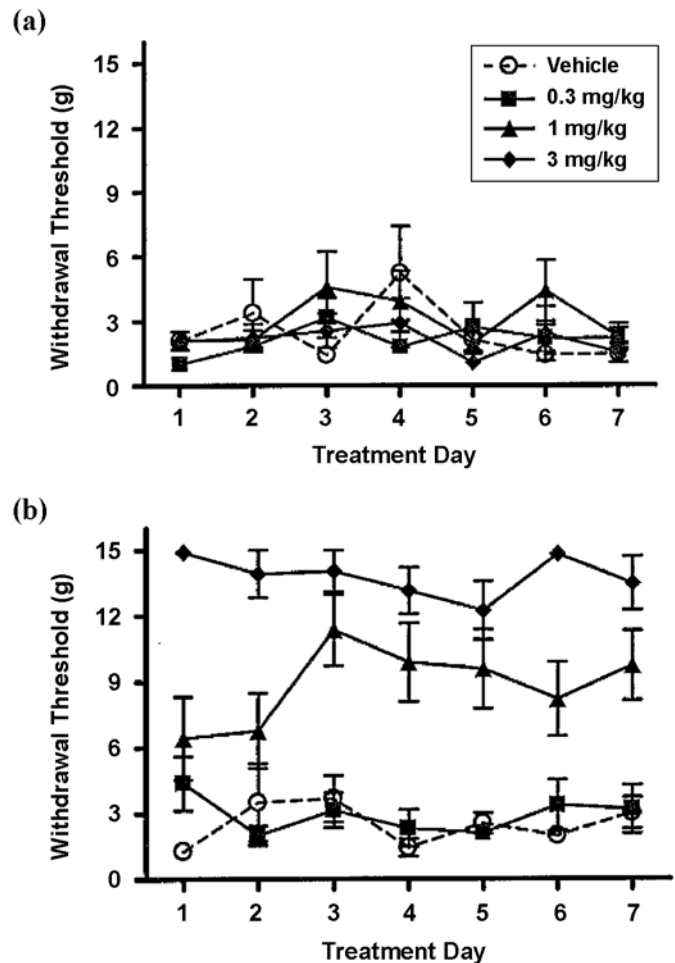 (a)
Withdrawal Threshold (g)
15
12
9
6
3
0
1 2 3 4 5 6 7
Treatment Day
Vehicle
0.3 mg/kg
1 mg/kg
3 mg/kg
(b)
Withdrawal Threshold (g)
15
12
9
6
3
0
1 2 3 4 5 6 7
Treatment Day